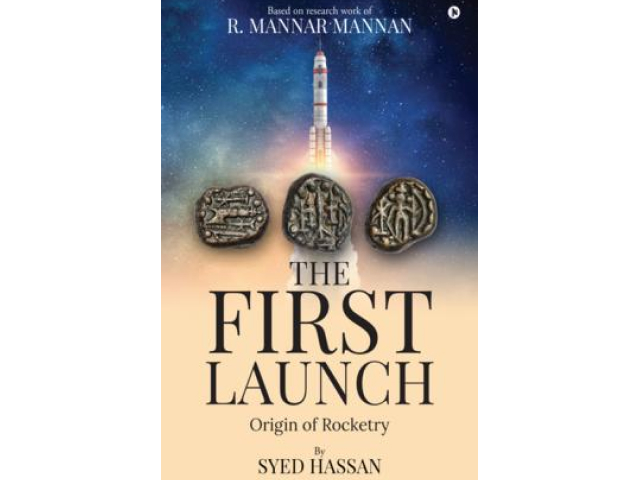 Based on research work of
R. MANNAR MANNAN
THE
FIRST
LAUNCH
Origin of Rocketry
By
SYED HASSAN